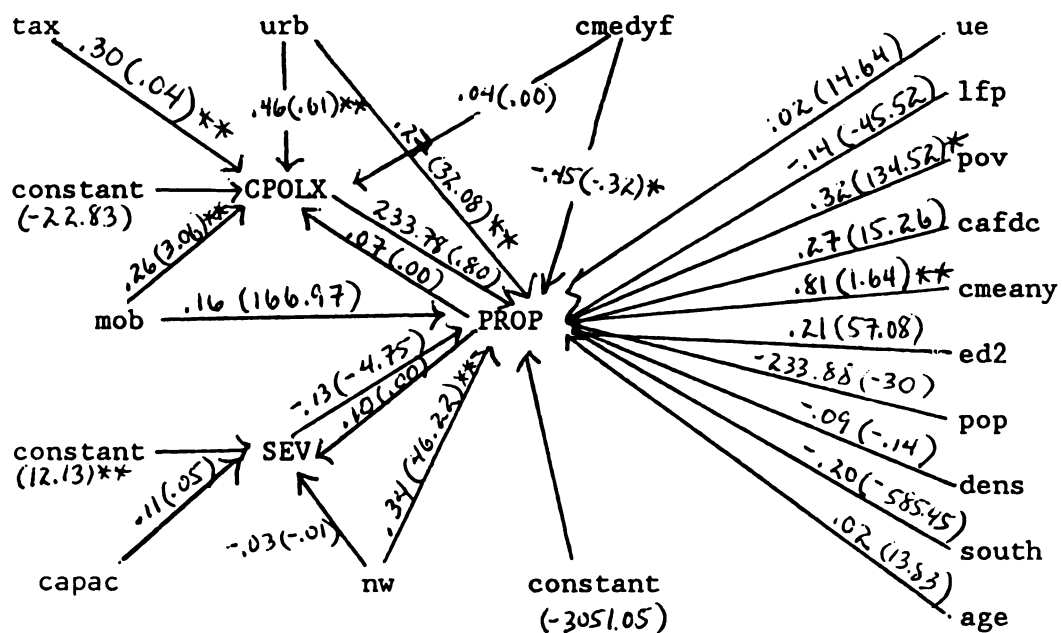 tax urb cmedyf ue
.30(.04)**
.46(.61)**
.04(.00)
.02(14.64)
lfp
-.14(-45.52)
pov
.32(134.52)*
-.45(-.32)*
(32.08)**
constant CPOLX
(-22.83)
.26(3.06)**
233.78(.80)
.07(.00)
cafdc
.27(15.26)
cmeany
.81(1.64)**
mob .16(166.97) PROP
ed2
.21(57.08)
-.13(-4.75)
.10(.00)
-233.88(-30)
pop
-.09(-.14)
dens
constant SEV
(12.13)**
.11(.05)
.34(46.22)**
-.03(-.01)
-.20(-585.45)
south
.02(13.83)
capac nw constant
(-3051.05)
age